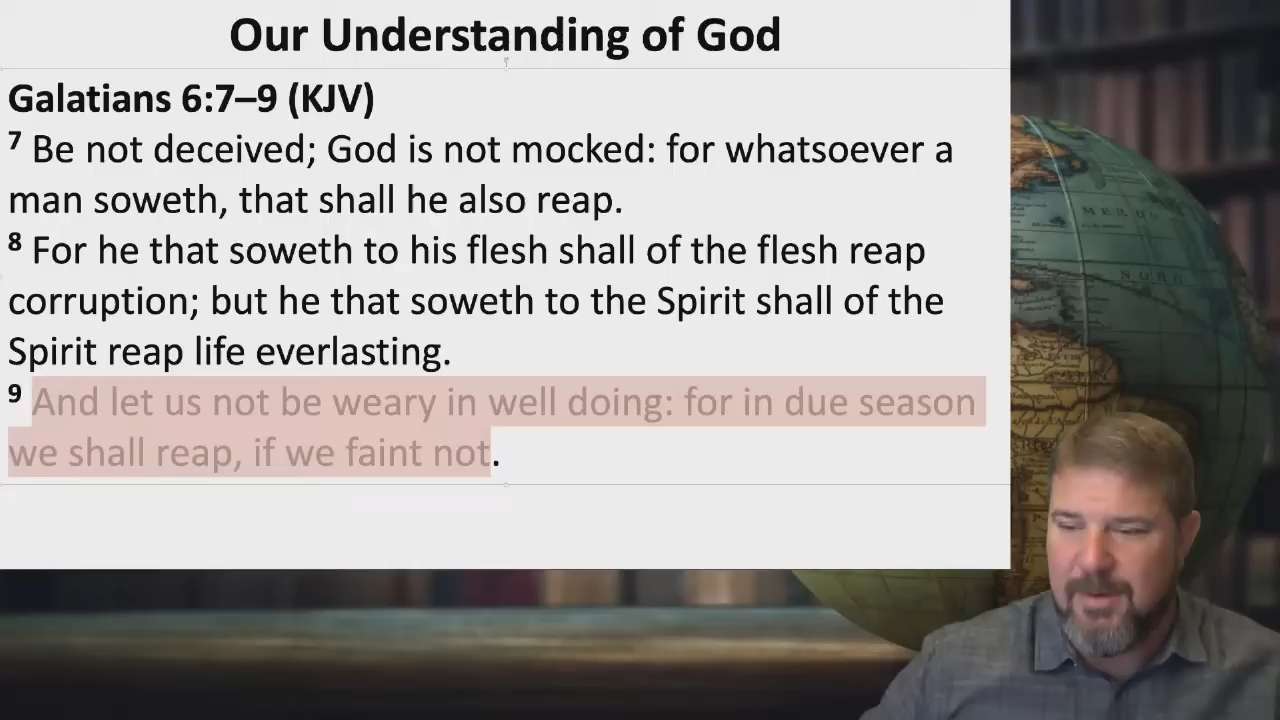 Our Understanding of God
Galatians 6:7–9 (KJV)
7 Be not deceived; God is not mocked: for whatsoever a
man soweth, that shall he also reap.
8 For he that soweth to his flesh shall of the flesh reap
corruption; but he that soweth to the Spirit shall of the
Spirit reap life everlasting.
9 And let us not be weary in well doing: for in due season
we shall reap, if we faint not.